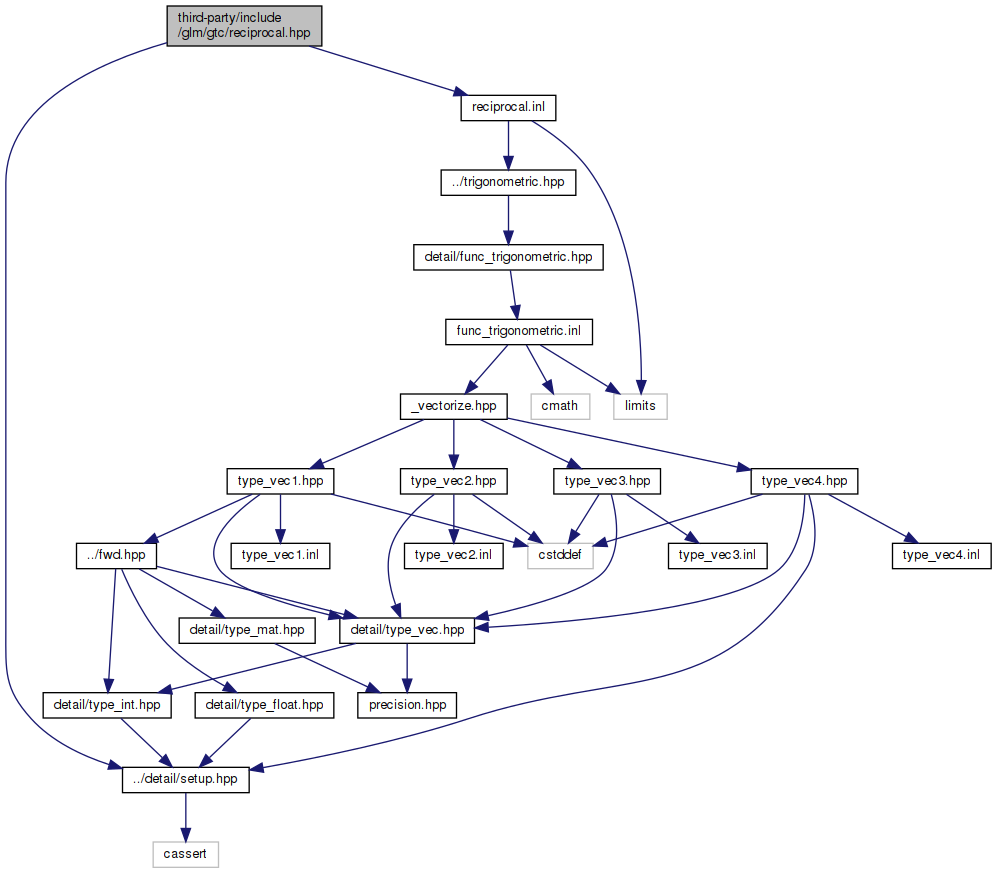 third-party/include
/glm/gtc/reciprocal.hpp
reciprocal.inl
../trigonometric.hpp
detail/func_trigonometric.hpp
func_trigonometric.inl
_vectorize.hpp
cmath
limits
type_vec1.hpp
type_vec2.hpp
type_vec3.hpp
type_vec4.hpp
../fwd.hpp
type_vec1.inl
type_vec2.inl
cstddef
type_vec3.inl
type_vec4.inl
detail/type_mat.hpp
detail/type_vec.hpp
detail/type_int.hpp
detail/type_float.hpp
precision.hpp
../detail/setup.hpp
cassert